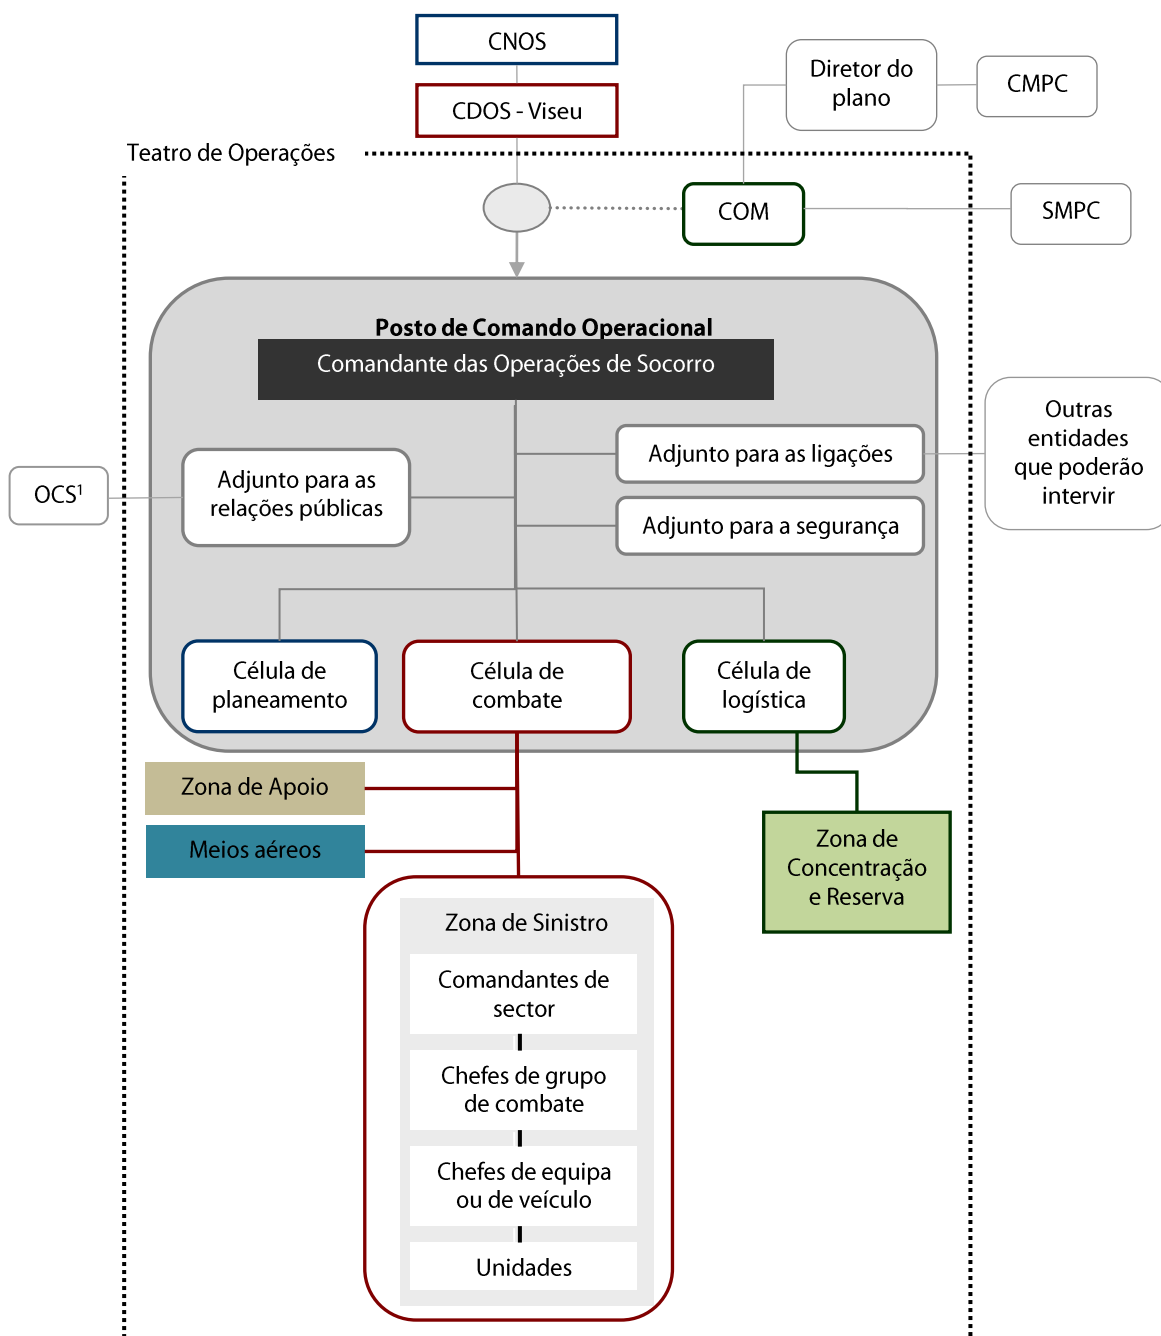 CNOS
CDOS - Viseu
Diretor do
plano
CMPC
Teatro de Operações
COM
SMPC
Posto de Comando Operacional
Comandante das Operações de Socorro
Adjunto para as ligações
Outras
entidades
que poderão
intervir
OCS¹
Adjunto para as
relações públicas
Adjunto para a segurança
Célula de
planeamento
Célula de
combate
Célula de
logística
Zona de Apoio
Meios aéreos
Zona de
Concentração
e Reserva
Zona de Sinistro
Comandantes de
sector
Chefes de grupo
de combate
Chefes de equipa
ou de veículo
Unidades